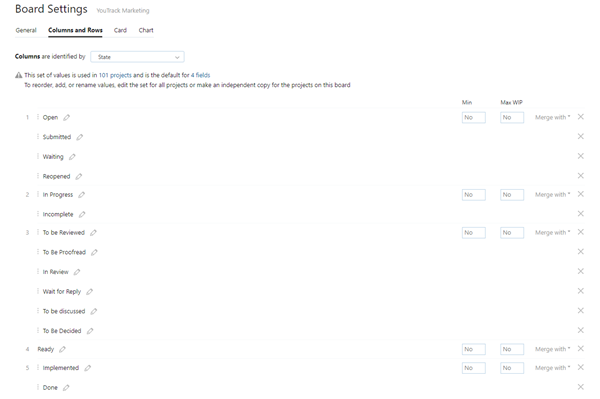 Board Settings YouTrack Marketing
General Columns and Rows Card Chart
Columns are identified by State
This set of values is used in 101 projects and is the default for 4 fields
To reorder, add, or rename values, edit the set for all projects or make an independent copy for the projects on this board
Min Max WIP
1 Open No No Merge with
Submitted
Waiting
Reopened
2 In Progress No No Merge with
Incomplete
3 To be Reviewed No No Merge with
To Be Proofread
In Review
Wait for Reply
To be discussed
To Be Decided
4 Ready No No Merge with
5 Implemented No No Merge with
Done